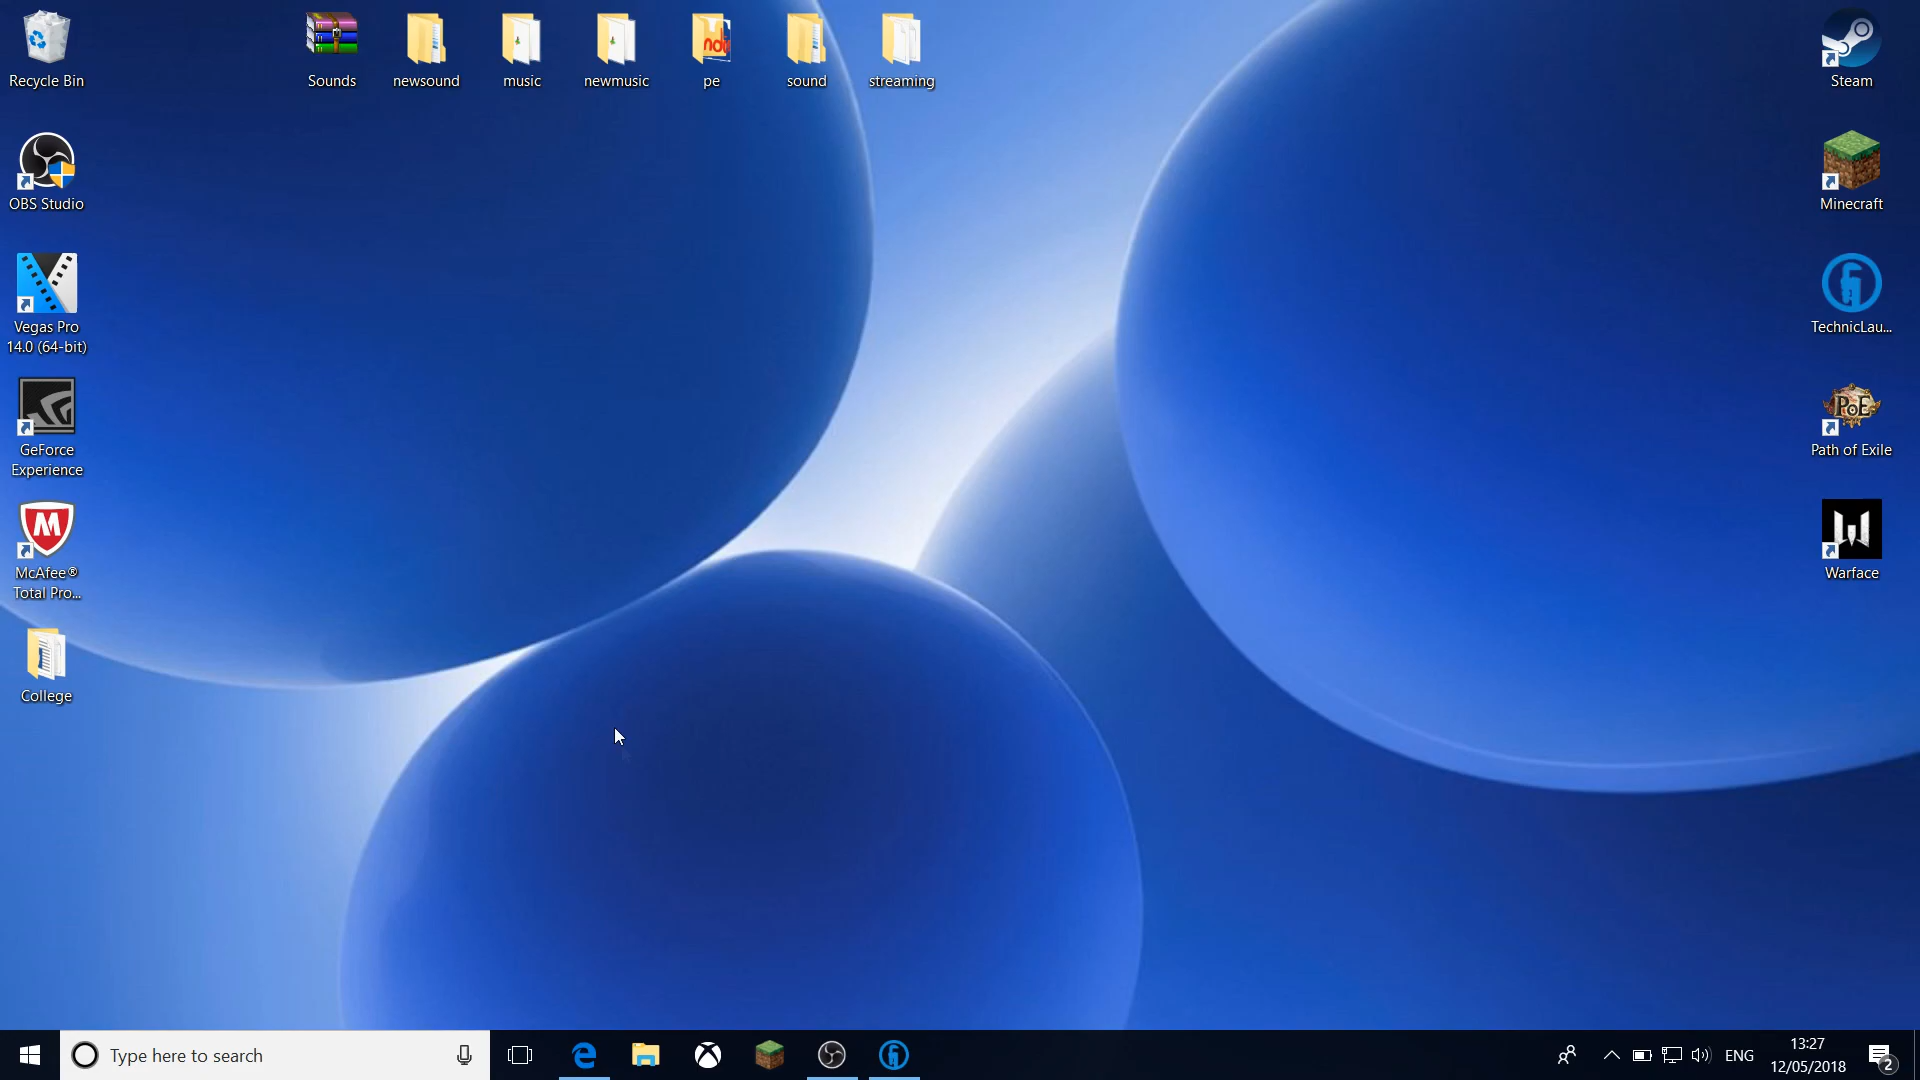 Recycle Bin
Sounds
newsound
music
newmusic
pe
sound
streaming
Steam
OBS Studio
Minecraft
Vegas Pro
14.0 (64-bit)
TechnicLau...
GeForce
Experience
PoE
Path of Exile
McAfee®
Total Pro...
Warface
College
Type here to search
ENG
13:27
12/05/2018
2